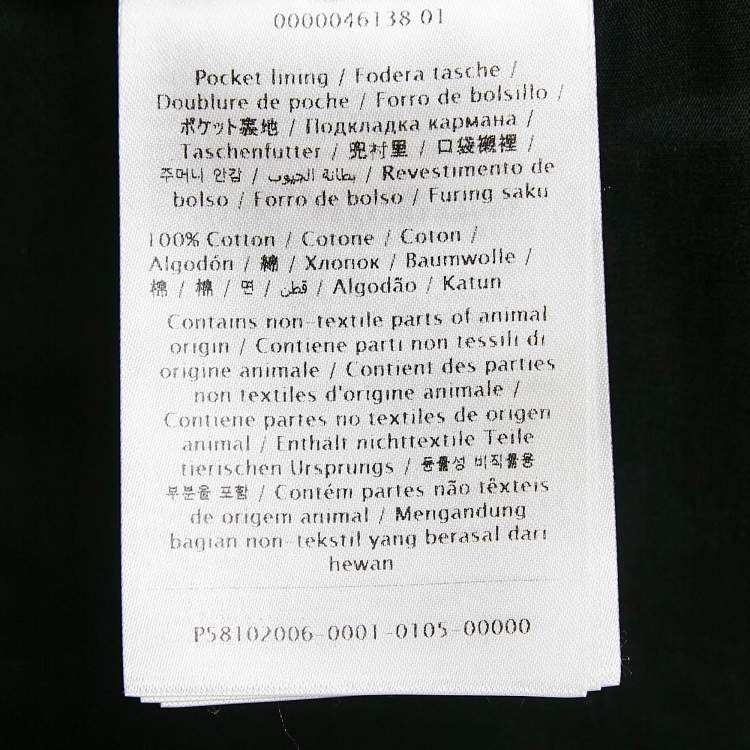 0000046138 01
Pocket lining / Fodera tasche /
Doublure de poche / Forro de bolsillo /
ポケット裏地 / Подкладка кармана /
Taschenfutter / 兜衬里 / 口袋襯裡 /
주머니 안감 / بطانة الجيوب / Revestimento de
bolso / Forro de bolso / Furing saku
100% Cotton / Cotone / Coton /
Algodón / 綿 / Хлопок / Baumwolle /
棉 / 棉 / 면 / قطن / Algodão / Katun
Contains non-textile parts of animal
origin / Contiene parti non tessili di
origine animale / Contient des parties
non textiles d'origine animale /
Contiene partes no textiles de origen
animal / Enthält nichttextile Teile
tierischen Ursprungs / 동물성 비직물용
부분을 포함 / Contém partes não têxteis
de origem animal / Mengandung
bagian non-tekstil yang berasal dari
hewan
P58102006-0001-0105-00000